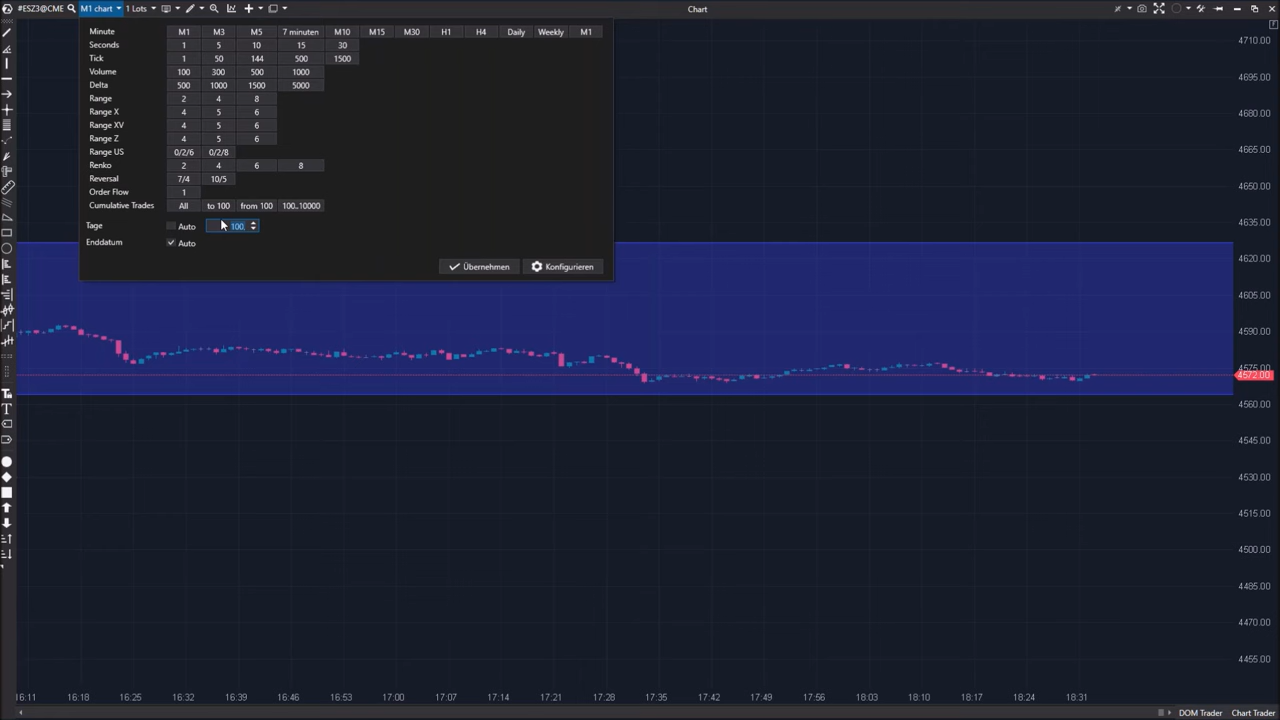 #ESZ3@CME M1 chart 1 Lots Chart
Minute M1 M3 M5 7 minuten M10 M15 M30 H1 H4 Daily Weekly M1
Seconds 1 5 10 15 30
Tick 1 50 144 500 1500
Volume 100 300 500 1000
Delta 500 1000 1500 5000
Range 2 4 8
Range X 4 5 6
Range XV 4 5 6
Range Z 4 5 6
Range US 0/2/6 0/2/8
Renko 2 4 6 8
Reversal 7/4 10/5
Order Flow 1
Cumulative Trades All to 100 from 100 100..10000
Tage Auto 100,
Enddatum Auto
Übernehmen Konfigurieren
F
4710.00
4695.00
4680.00
4665.00
4650.00
4635.00
4620.00
4605.00
4590.00
4575.00
4572.00
4560.00
4545.00
4530.00
4515.00
4500.00
4485.00
4470.00
4455.00
16:11 16:18 16:25 16:32 16:39 16:46 16:53 17:00 17:07 17:14 17:21 17:28 17:35 17:42 17:49 17:56 18:03 18:10 18:17 18:24 18:31
DOM Trader Chart Trader